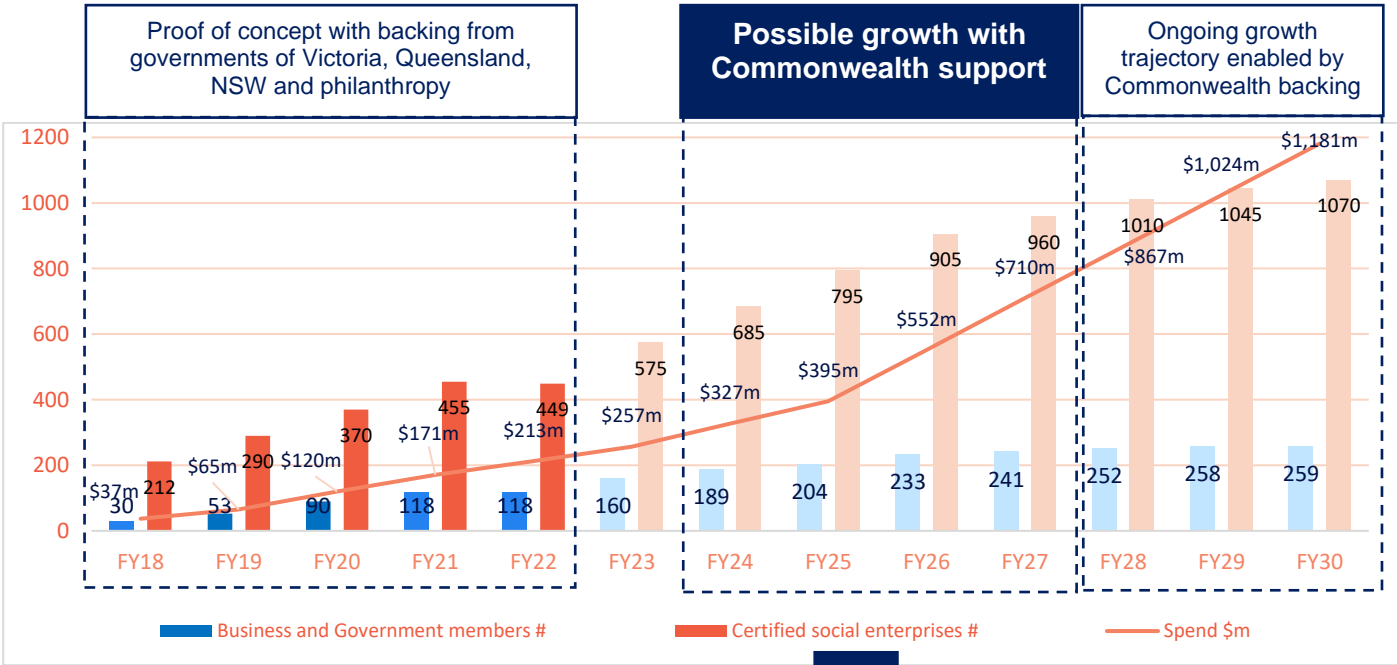 Proof of concept with backing from
governments of Victoria, Queensland,
NSW and philanthropy
Possible growth with
Commonwealth support
Ongoing growth
trajectory enabled by
Commonwealth backing
1200
1000
800
600
400
200
0
$37m
$65m
$120m
$171m
$213m
$257m
$327m
$395m
$552m
$710m
$867m
$1,024m
$1,181m
212
290
370
455
449
575
685
795
905
960
1010
1045
1070
30
53
90
118
118
160
189
204
233
241
252
258
259
FY18
FY19
FY20
FY21
FY22
FY23
FY24
FY25
FY26
FY27
FY28
FY29
FY30
Business and Government members #
Certified social enterprises #
Spend $m